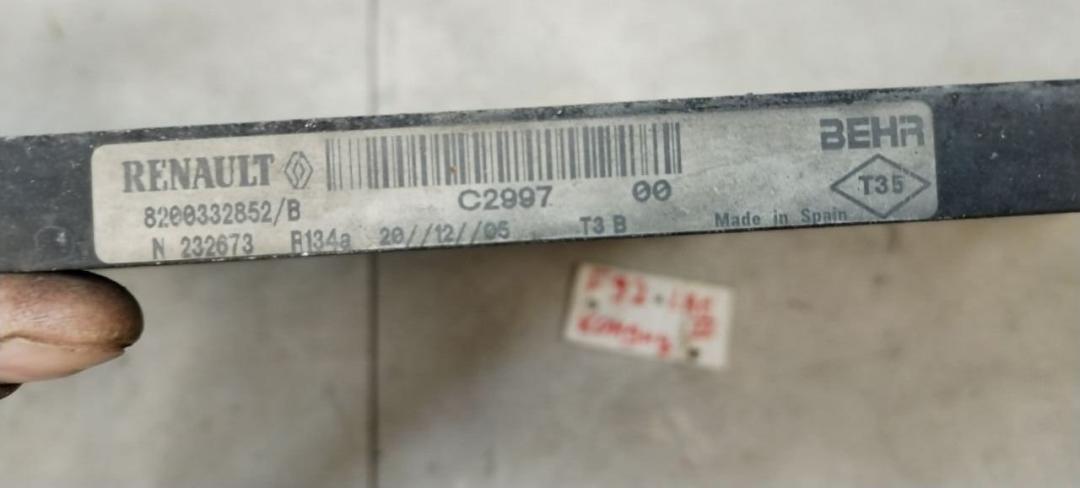 RENAULT
BEHR
8200332852/B
C2997 00
T35
N 232673 R134a 20//12//05 T3 B
Made in Spain